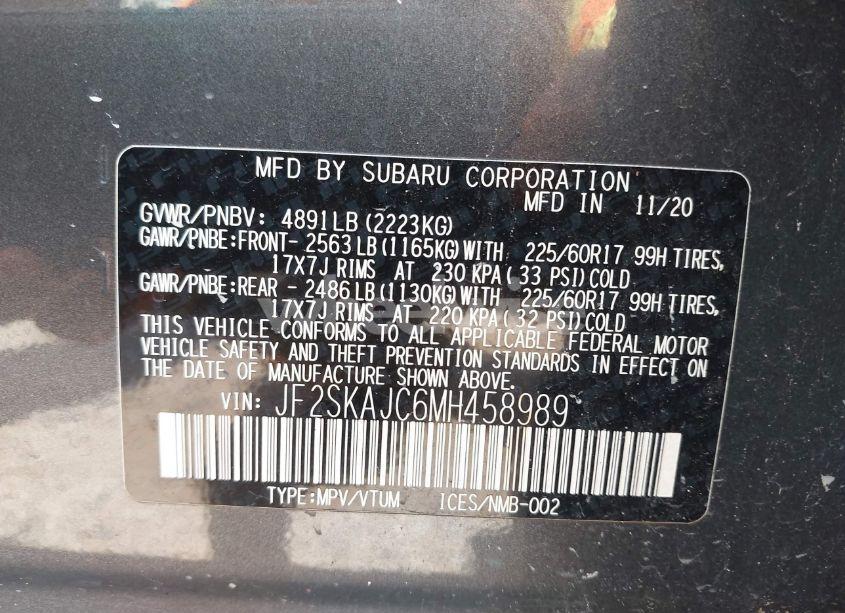 MFD BY SUBARU CORPORATION
MFD IN 11/20
GVWR/PNBV: 4891LB (2223KG)
GAWR/PNBE:FRONT- 2563LB(1165KG)WITH 225/60R17 99H TIRES,
17X7J RIMS AT 230 KPA( 33 PSI)COLD
GAWR/PNBE:REAR - 2486LB(1130KG)WITH 225/60R17 99H TIRES,
17X7J RIMS AT 220 KPA( 32 PSI)COLD
THIS VEHICLE CONFORMS TO ALL APPLICABLE FEDERAL MOTOR
VEHICLE SAFETY AND THEFT PREVENTION STANDARDS IN EFFECT ON
THE DATE OF MANUFACTURE SHOWN ABOVE.
VIN: JF2SKAJC6MH458989
TYPE:MPV/VTUM ICES/NMB-002